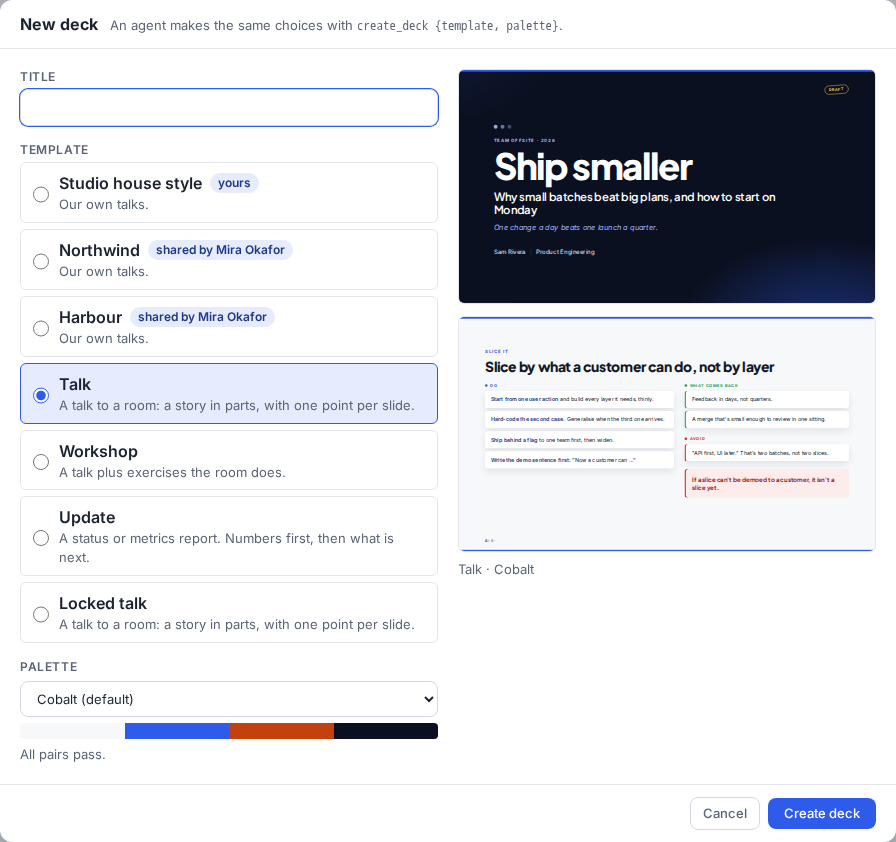 New deck An agent makes the same choices with create_deck {template, palette}.
TITLE
TEMPLATE
Studio house style yours
Our own talks.
Northwind shared by Mira Okafor
Our own talks.
Harbour shared by Mira Okafor
Our own talks.
Talk
A talk to a room: a story in parts, with one point per slide.
Workshop
A talk plus exercises the room does.
Update
A status or metrics report. Numbers first, then what is
next.
Locked talk
A talk to a room: a story in parts, with one point per slide.
PALETTE
Cobalt (default)
All pairs pass.
DRAFT
TEAM OFFSITE · 2026
Ship smaller
Why small batches beat big plans, and how to start on
Monday
One change a day beats one launch a quarter.
Sam Rivera Product Engineering
SLICE IT
Slice by what a customer can do, not by layer
DO
Start from one user action and build every layer it needs, thinly.
Hard-code the second case. Generalise when the third one arrives.
Ship behind a flag to one team first, then widen.
Write the demo sentence first: "Now a customer can ..."
WHAT COMES BACK
Feedback in days, not quarters.
A merge that's small enough to review in one sitting.
AVOID
"API first, UI later." That's two batches, not two slices.
If a slice can't be demoed to a customer, it isn't a
slice yet.
Talk · Cobalt
Cancel Create deck